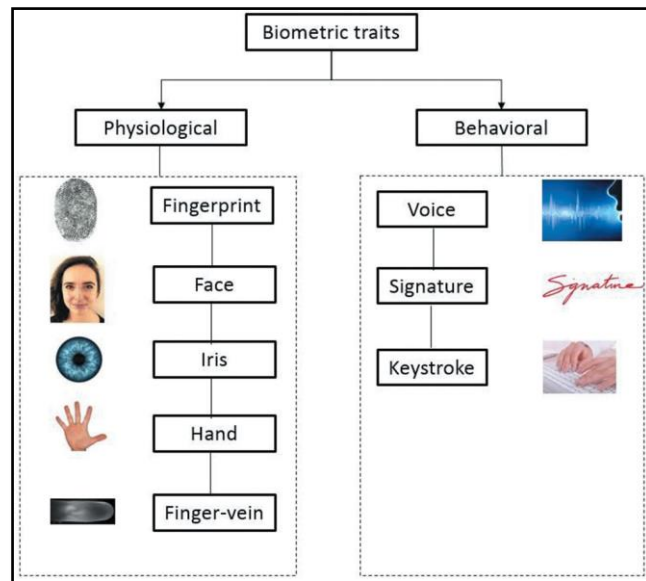 Biometric traits
Physiological
Behavioral
Fingerprint
Face
Iris
Hand
Finger-vein
Voice
Signature
Keystroke
Signature